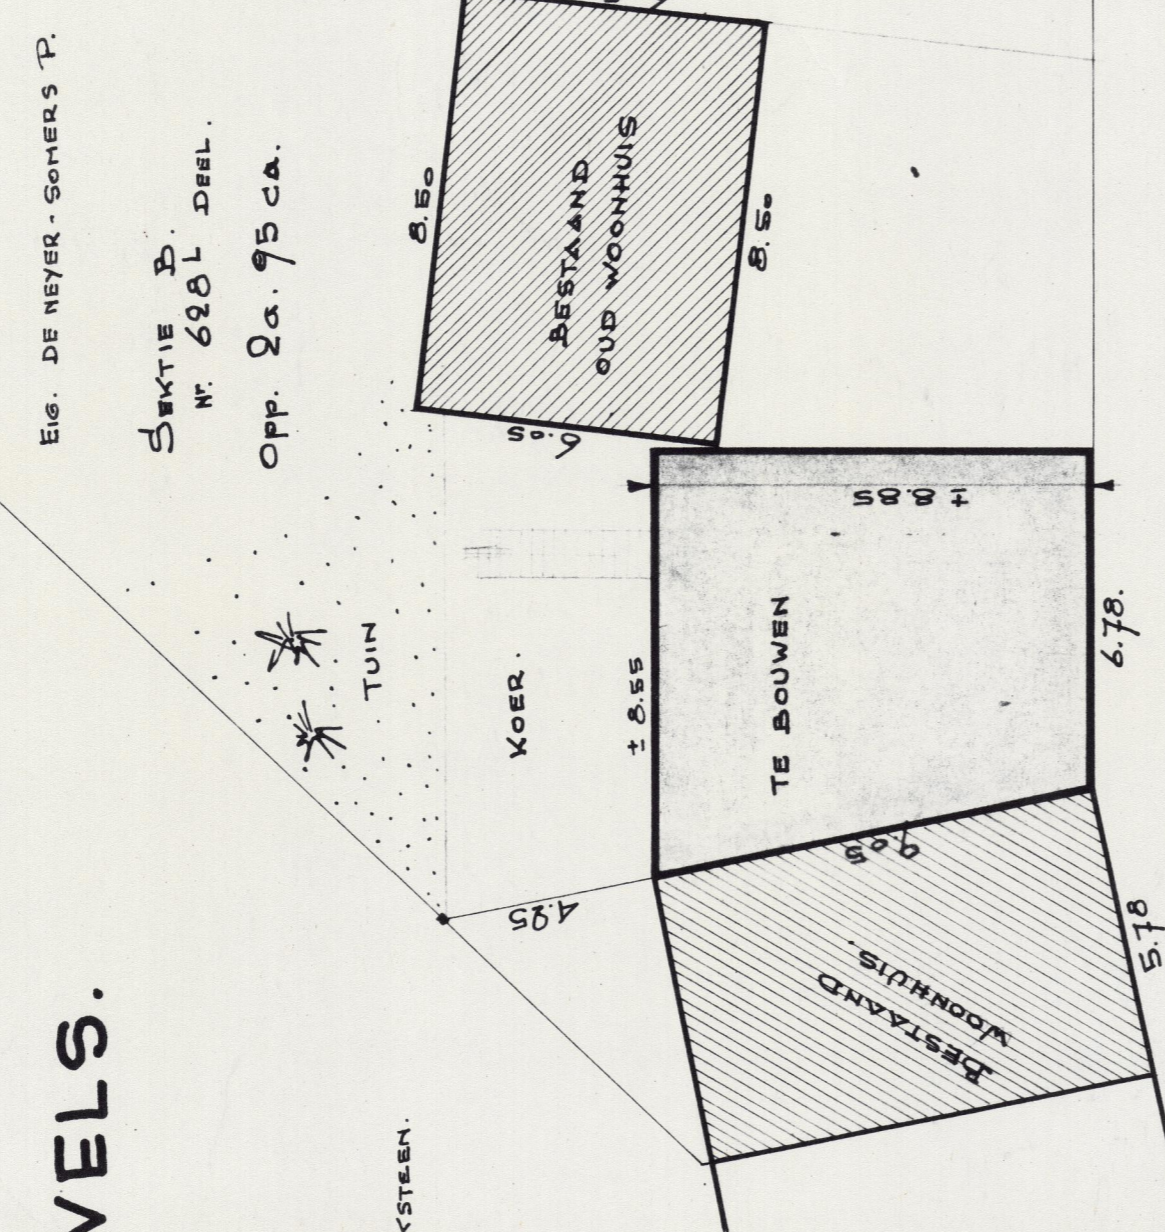 EIG. DE NEYER - SOMERS P.
SEKTIE B.
Nr. 628 L DEEL.
Opp. 2a. 95 ca.
8.50
BESTAAND
OUD WOONHUIS
8.50
6.05
± 8.85
TUIN
KOER.
± 8.55
TE BOUWEN
6.78.
9.05
4.25
BESTAAND
WOONHUIS.
5.78
VELS.
KSTEEN.